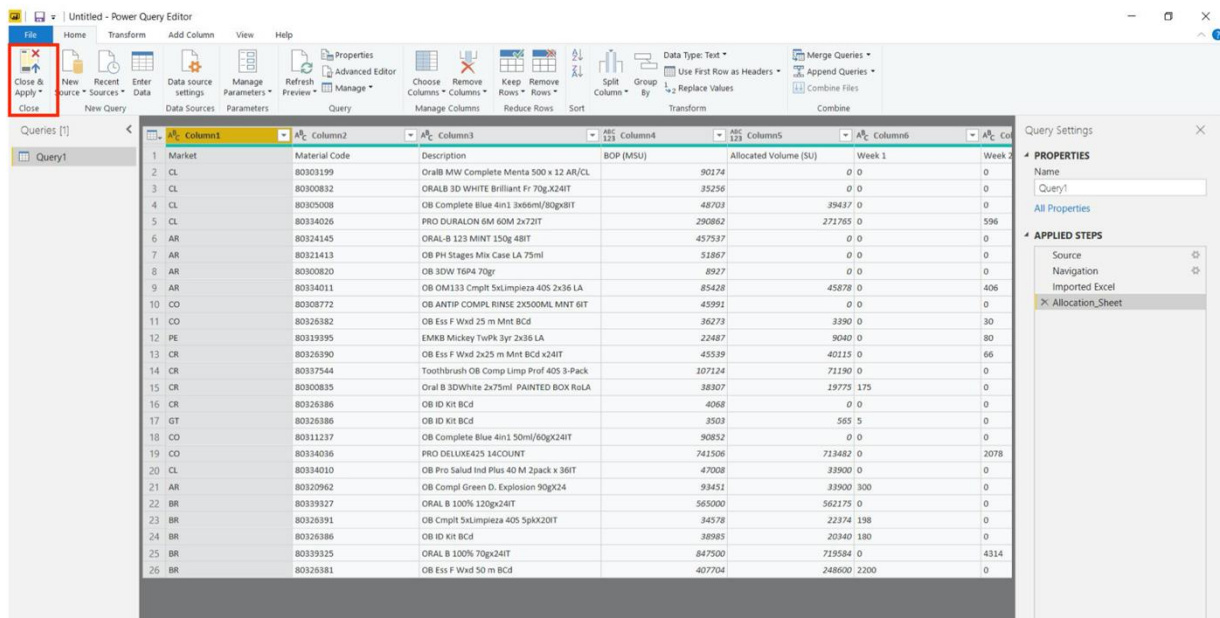 Untitled - Power Query Editor
File Home Transform Add Column View Help
Close & Apply
New Source
Recent Sources
Enter Data
Data source settings
Manage Parameters
Refresh Preview
Properties
Advanced Editor
Manage
Choose Columns
Remove Columns
Keep Rows
Remove Rows
Split Column
Group By
Data Type: Text
Use First Row as Headers
Replace Values
Merge Queries
Append Queries
Combine Files
Close New Query Data Sources Parameters Query Manage Columns Reduce Rows Sort Transform Combine
Queries [1]
Query1
Column1 Column2 Column3 Column4 Column5 Column6 Col
1 Market Material Code Description BOP (MSU) Allocated Volume (SU) Week 1 Week 2
2 CL 80303199 OralB MW Complete Menta 500 x 12 AR/CL 90174 0 0 0
3 CL 80300832 ORALB 3D WHITE Brilliant Fr 70g.X24IT 35256 0 0 0
4 CL 80305008 OB Complete Blue 4in1 3x66ml/80gx8IT 48703 39437 0 0
5 CL 80334026 PRO DURALON 6M 60M 2x72IT 290862 271765 0 596
6 AR 80324145 ORAL-B 123 MINT 150g 48IT 457537 0 0 0
7 AR 80321413 OB PH Stages Mix Case LA 75ml 51867 0 0 0
8 AR 80300820 OB 3DW T6P4 70gr 8927 0 0 0
9 AR 80334011 OB OM133 Cmplt 5xLimpieza 40S 2x36 LA 85428 45878 0 406
10 CO 80308772 OB ANTIP COMPL RINSE 2X500ML MNT 6IT 45991 0 0 0
11 CO 80326382 OB Ess F Wxd 25 m Mnt BCd 36273 3390 0 30
12 PE 80319395 EMKB Mickey TwPk 3yr 2x36 LA 22487 9040 0 80
13 CR 80326390 OB Ess F Wxd 2x25 m Mnt BCd x24IT 45539 40115 0 66
14 CR 80337544 Toothbrush OB Comp Limp Prof 40S 3-Pack 107124 71190 0 0
15 CR 80300835 Oral B 3DWhite 2x75ml PAINTED BOX RoLA 38307 19775 175 0
16 CR 80326386 OB ID Kit BCd 4068 0 0 0
17 GT 80326386 OB ID Kit BCd 3503 565 5 0
18 CO 80311237 OB Complete Blue 4in1 50ml/60gX24IT 90852 0 0 0
19 CO 80334036 PRO DELUXE425 14COUNT 741506 713482 0 2078
20 CL 80334010 OB Pro Salud Ind Plus 40 M 2pack x 36IT 47008 33900 0 0
21 AR 80320962 OB Compl Green D. Explosion 90gX24 93451 33900 300 0
22 BR 80339327 ORAL B 100% 120gx24IT 565000 562175 0 0
23 BR 80326391 OB Cmplt 5xLimpieza 40S 5pkX20IT 34578 22374 198 0
24 BR 80326386 OB ID Kit BCd 38985 20340 180 0
25 BR 80339325 ORAL B 100% 70gx24IT 847500 719584 0 4314
26 BR 80326381 OB Ess F Wxd 50 m BCd 407704 248600 2200 0
Query Settings
PROPERTIES
Name
Query1
All Properties
APPLIED STEPS
Source
Navigation
Imported Excel
Allocation_Sheet